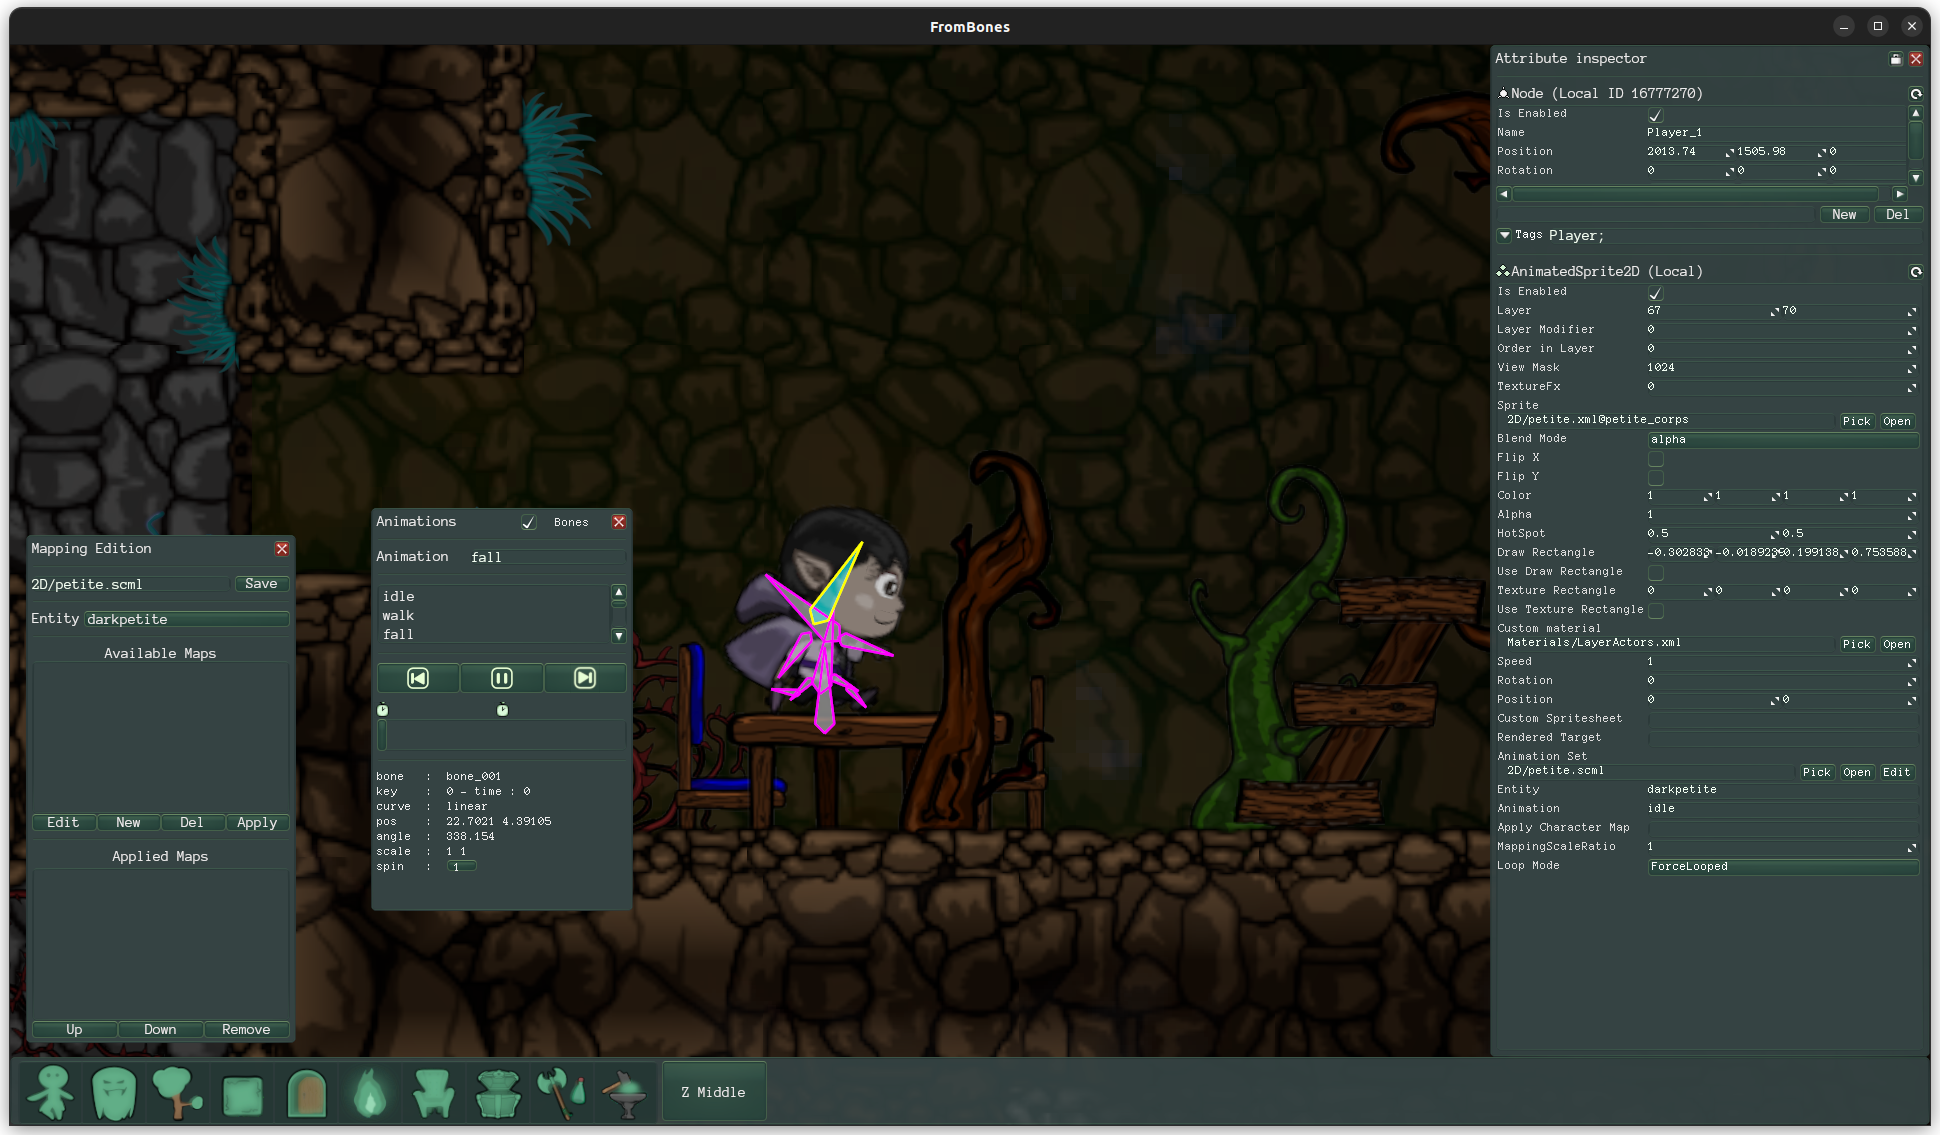 FromBones
Attribute inspector
Node (Local ID 16777270)
Is Enabled
Name Player_1
Position 2013.74 1505.98 0
Rotation 0 0 0
New Del
Tags Player;
AnimatedSprite2D (Local)
Is Enabled
Layer 67 70
Layer Modifier 0
Order in Layer 0
View Mask 1024
TextureFx 0
Sprite
2D/petite.xml@petite_corps Pick Open
Blend Mode alpha
Flip X
Flip Y
Color 1 1 1 1
Alpha 1
HotSpot 0.5 0.5
Draw Rectangle 0.199138 0.753588
Use Draw Rectangle
Texture Rectangle 0 0 0 0
Use Texture Rectangle
Custom material
Materials/LayerActors.xml Pick Open
Speed 1
Rotation 0
Position 0 0
Custom Spritesheet
Rendered Target
Animation Set
2D/petite.scml Pick Open Edit
Entity darkpetite
Animation idle
Apply Character Map
MappingScaleRatio 1
Loop Mode ForceLooped
Animations Bones
Animation fall
idle
walk
fall
bone : bone_001
key : 0 - time : 0
curve : linear
pos : 22.7021 4.39105
angle : 338.154
scale : 1 1
spin : 1
Mapping Edition
2D/petite.scml Save
Entity darkpetite
Available Maps
Edit New Del Apply
Applied Maps
Up Down Remove
Z Middle